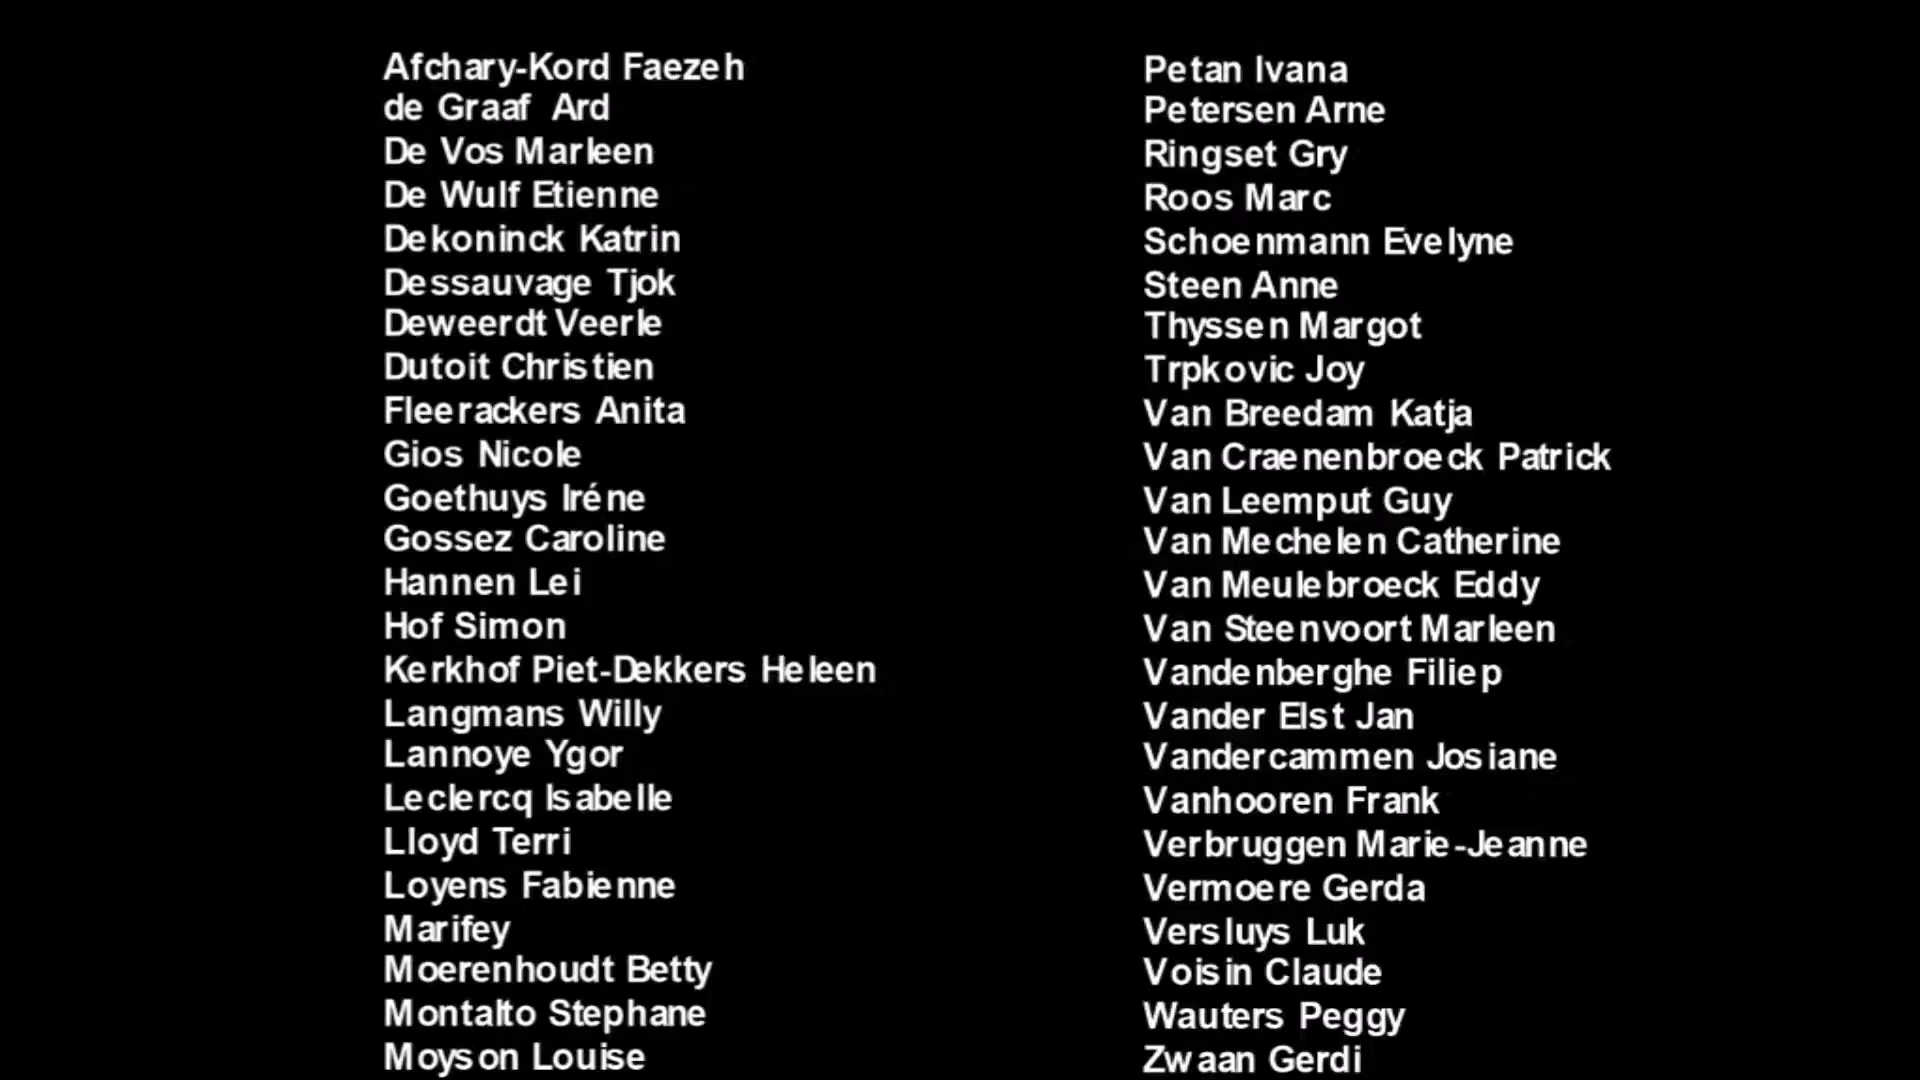 Afchary-Kord Faezeh
de Graaf Ard
De Vos Marleen
De Wulf Etienne
Dekoninck Katrin
Dessauvage Tjok
Deweerdt Veerle
Dutoit Christien
Fleerackers Anita
Gios Nicole
Goethuys Iréne
Gossez Caroline
Hannen Lei
Hof Simon
Kerkhof Piet-Dekkers Heleen
Langmans Willy
Lannoye Ygor
Leclercq Isabelle
Lloyd Terri
Loyens Fabienne
Marifey
Moerenhoudt Betty
Montalto Stephane
Moyson Louise
Petan Ivana
Petersen Arne
Ringset Gry
Roos Marc
Schoenmann Evelyne
Steen Anne
Thyssen Margot
Trpkovic Joy
Van Breedam Katja
Van Craenenbroeck Patrick
Van Leemput Guy
Van Mechelen Catherine
Van Meulebroeck Eddy
Van Steenvoort Marleen
Vandenberghe Filiep
Vander Elst Jan
Vandercammen Josiane
Vanhooren Frank
Verbruggen Marie-Jeanne
Vermoere Gerda
Versluys Luk
Voisin Claude
Wauters Peggy
Zwaan Gerdi